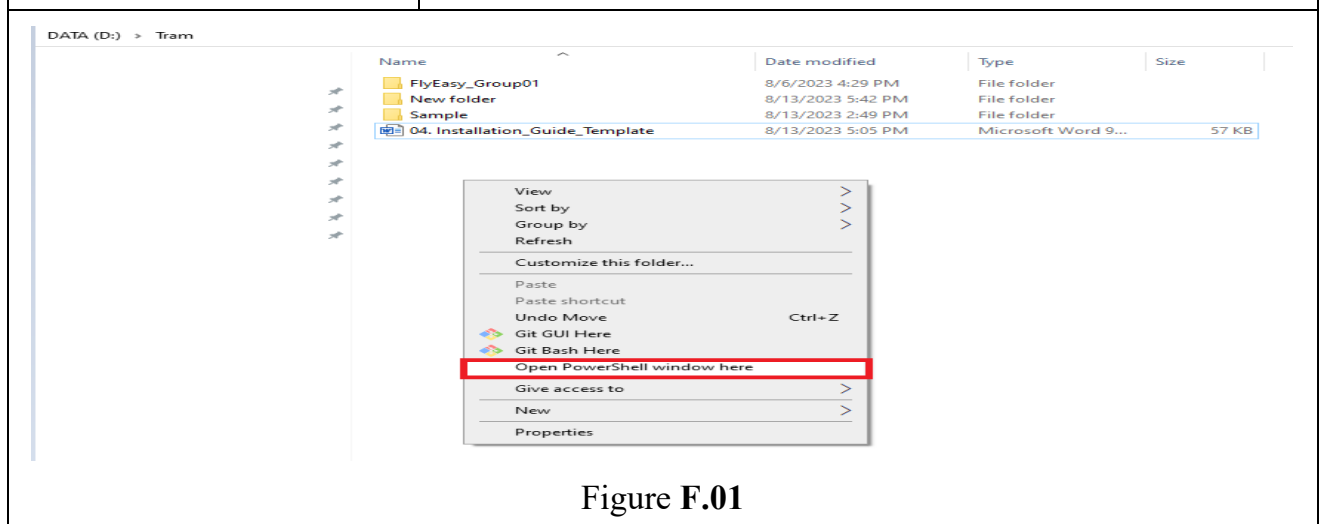 DATA (D:) > Tram
Name Date modified Type Size
FlyEasy_Group01 8/6/2023 4:29 PM File folder
New folder 8/13/2023 5:42 PM File folder
Sample 8/13/2023 2:49 PM File folder
04. Installation_Guide_Template 8/13/2023 5:05 PM Microsoft Word 9... 57 KB
View >
Sort by >
Group by >
Refresh
Customize this folder...
Paste
Paste shortcut
Undo Move Ctrl+Z
Git GUI Here
Git Bash Here
Open PowerShell window here
Give access to >
New >
Properties
Figure F.01